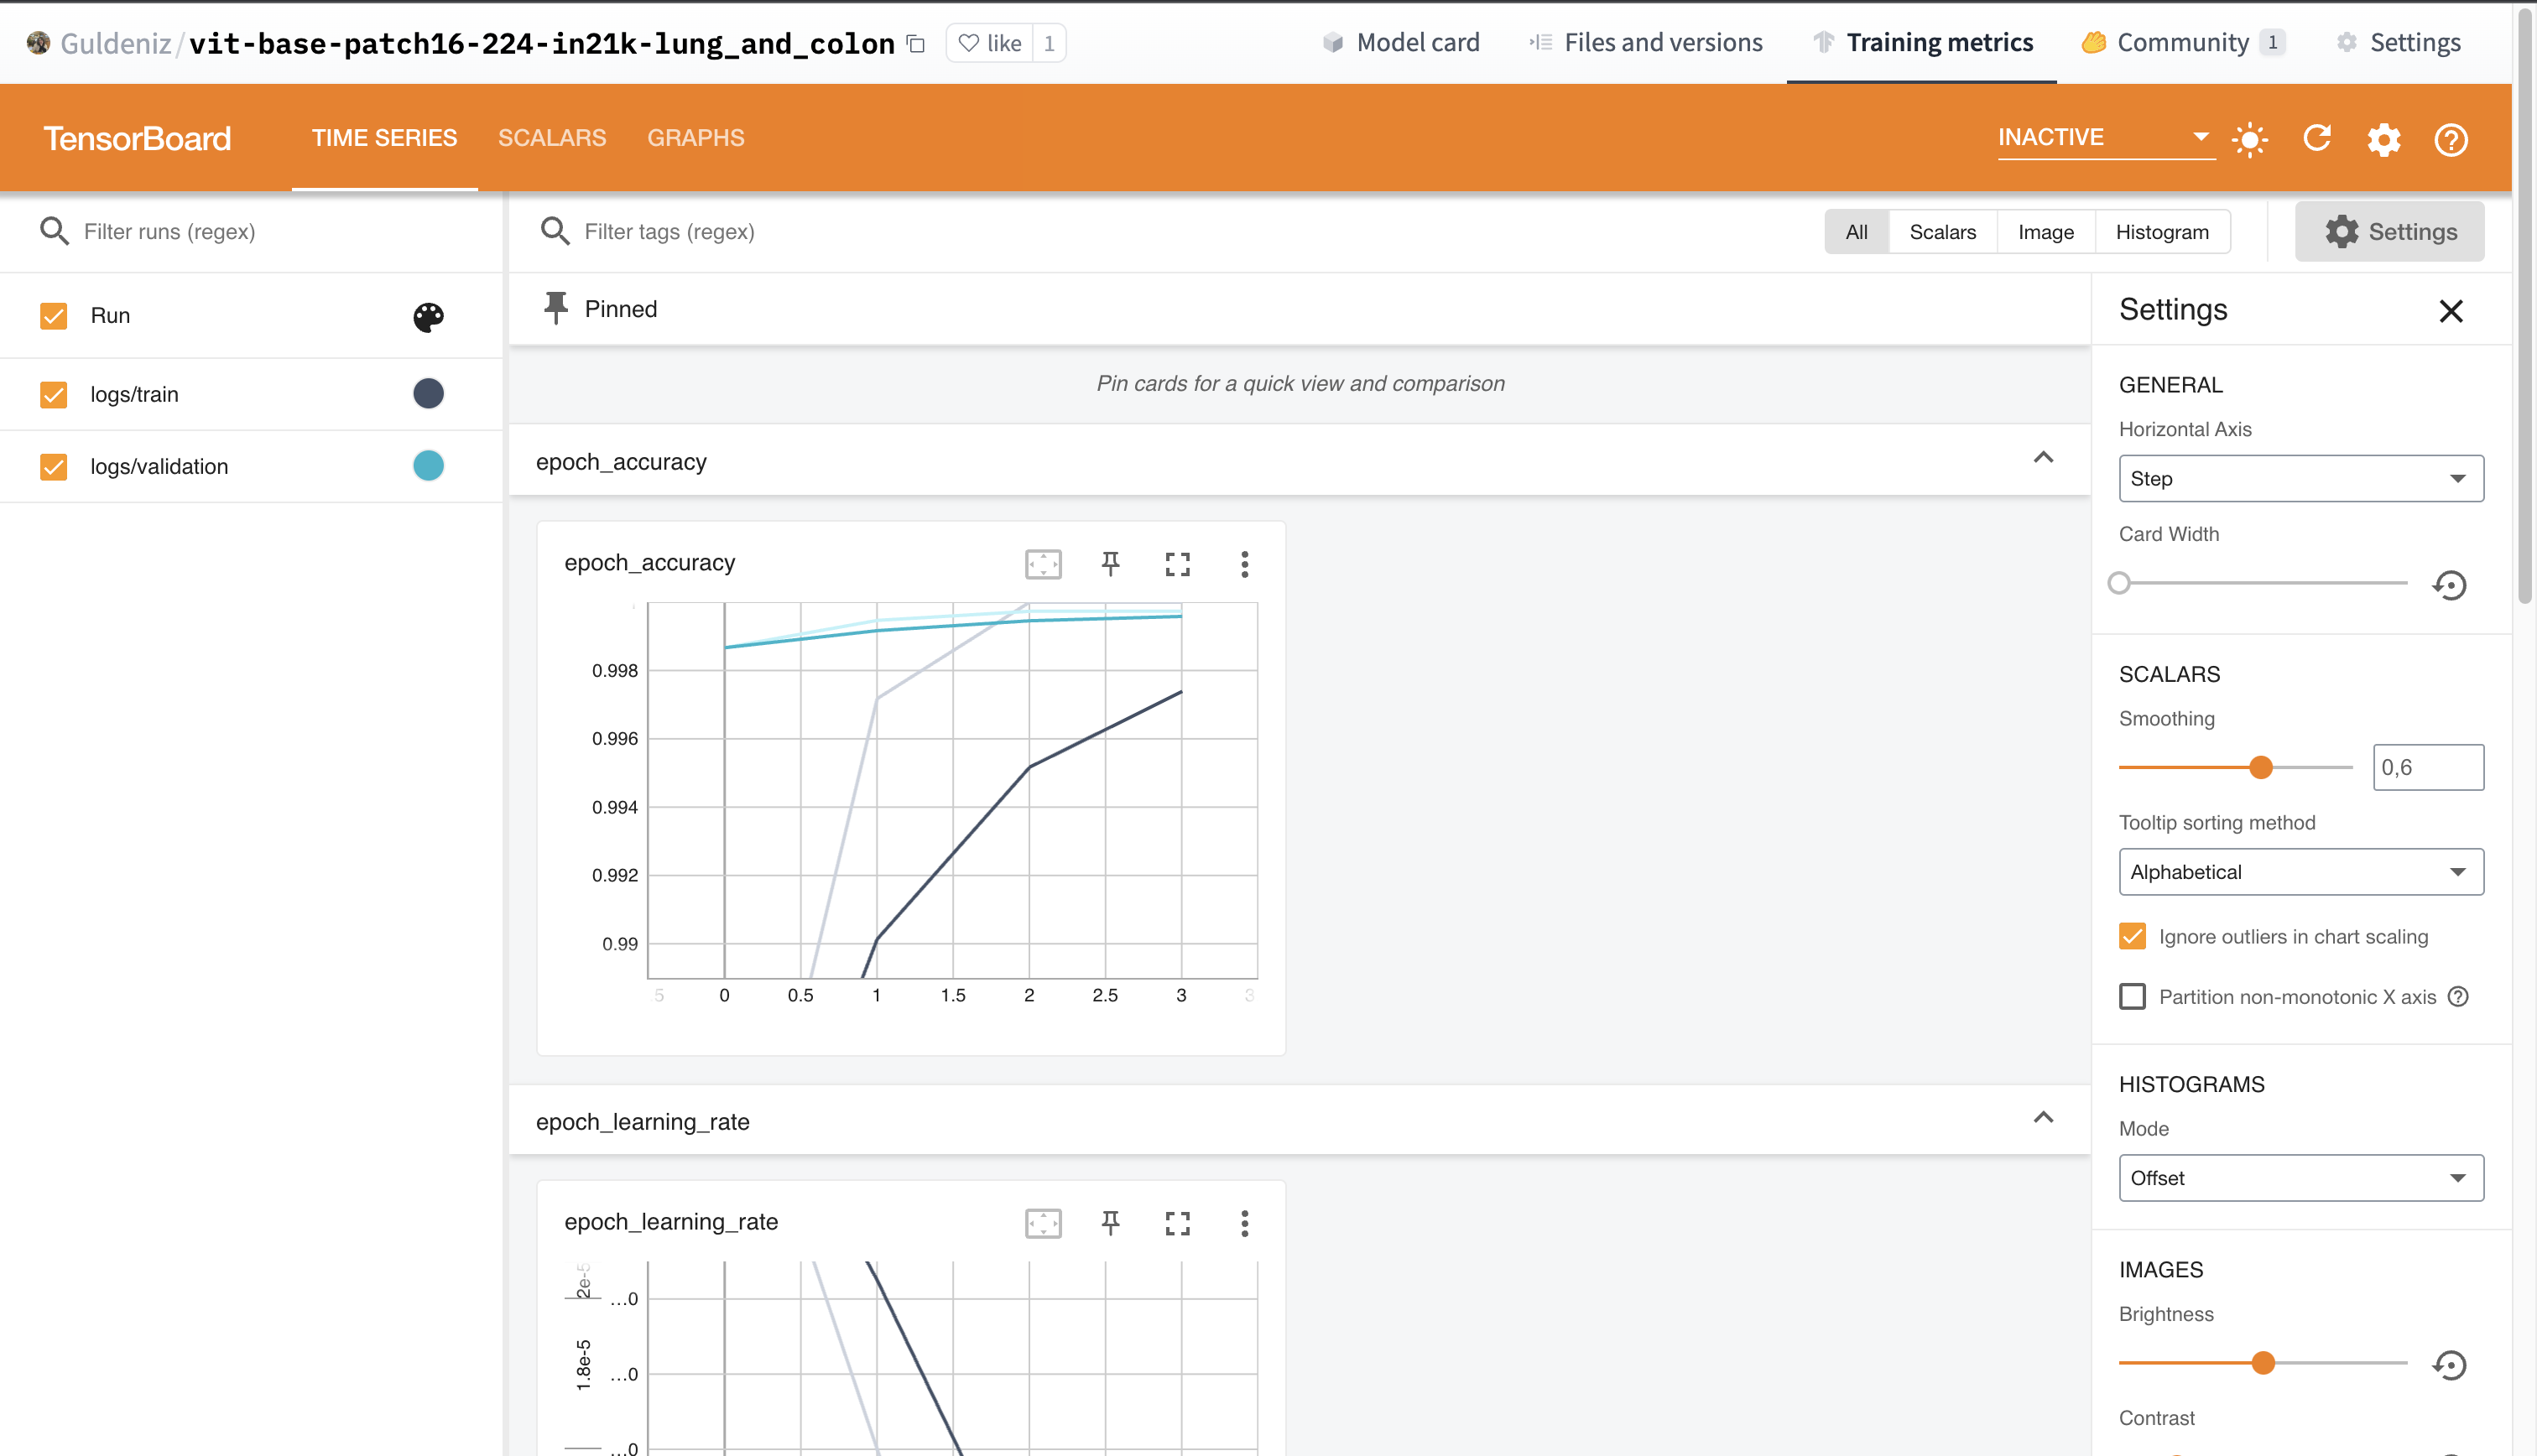 Guldeniz/vit-base-patch16-224-in21k-lung_and_colon like 1 Model card Files and versions Training metrics Community 1 Settings
TensorBoard TIME SERIES SCALARS GRAPHS INACTIVE
Filter runs (regex)
Filter tags (regex)
All Scalars Image Histogram Settings
Run
logs/train
logs/validation
Pinned
Pin cards for a quick view and comparison
epoch_accuracy
epoch_accuracy
0.998
0.996
0.994
0.992
0.99
.5 0 0.5 1 1.5 2 2.5 3 3
epoch_learning_rate
epoch_learning_rate
2e-5
...0
1.8e-5
...0
...0
Settings
GENERAL
Horizontal Axis
Step
Card Width
SCALARS
Smoothing
0,6
Tooltip sorting method
Alphabetical
Ignore outliers in chart scaling
Partition non-monotonic X axis
HISTOGRAMS
Mode
Offset
IMAGES
Brightness
Contrast